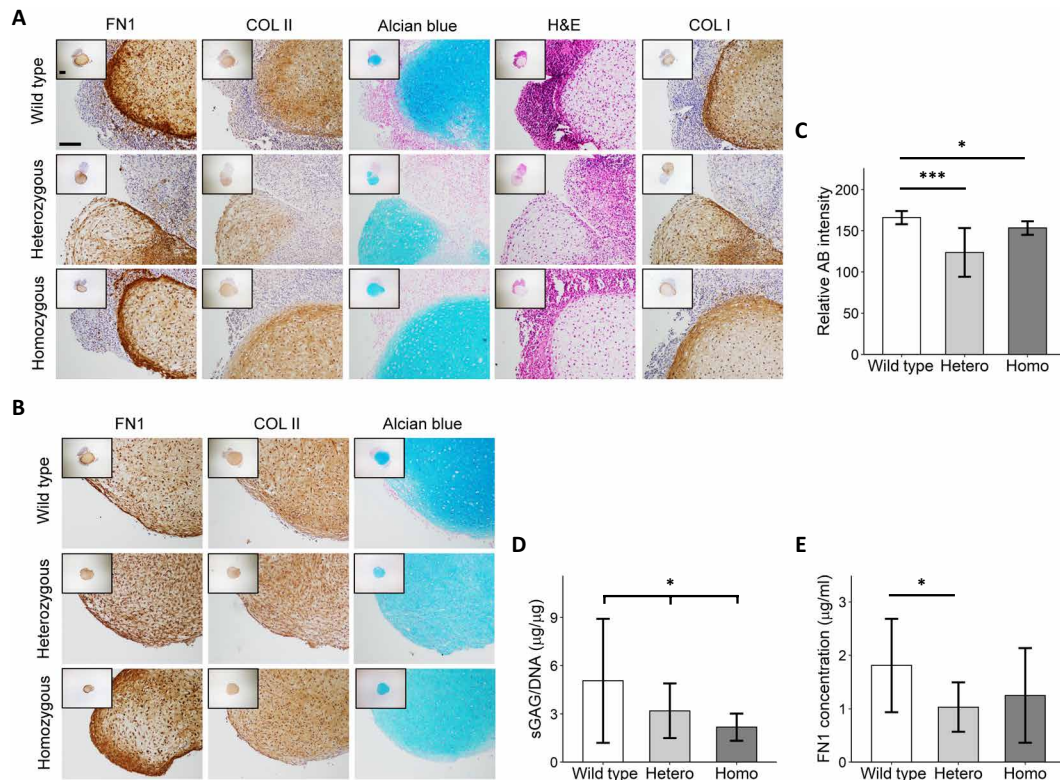 A
FN1 COL II Alcian blue H&E COL I
Wild type
Heterozygous
Homozygous
B
FN1 COL II Alcian blue
Wild type
Heterozygous
Homozygous
C
* 
***
Relative AB intensity
200
150
100
50
0
Wild type Hetero Homo
D
*
sGAG/DNA (µg/µg)
9
6
3
0
Wild type Hetero Homo
E
*
FN1 concentration (µg/ml)
3
2
1
0
Wild type Hetero Homo